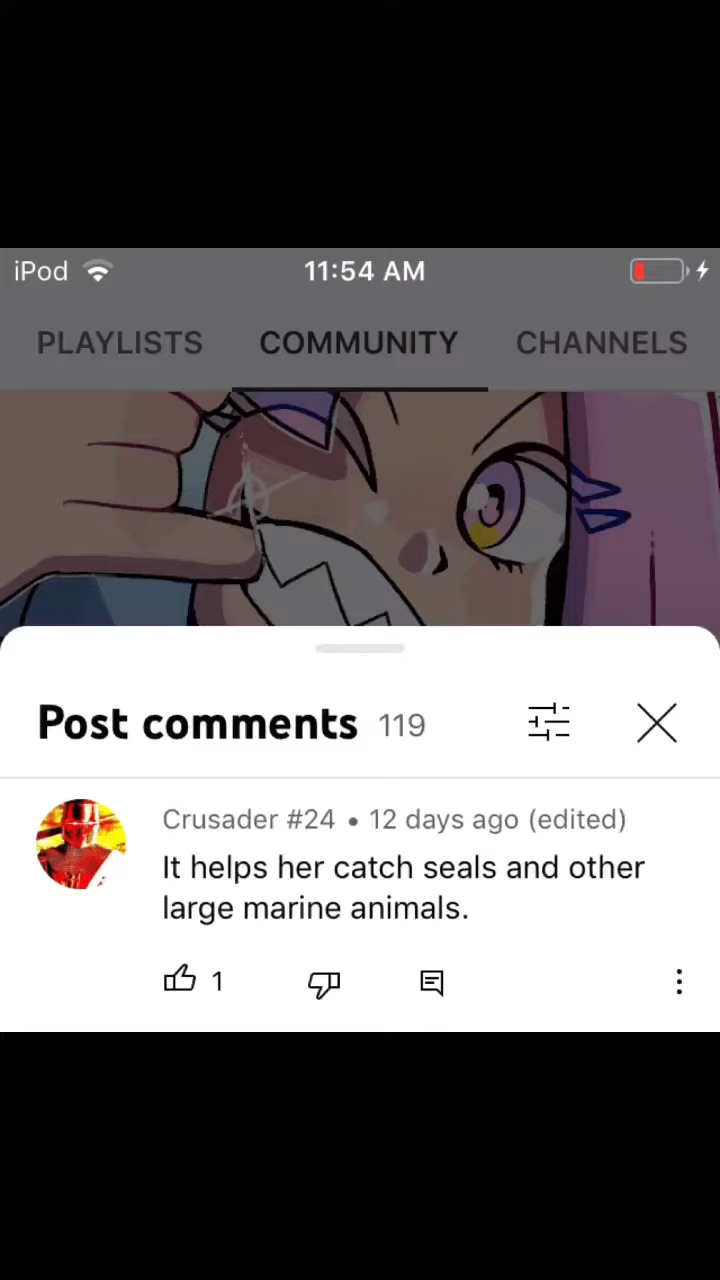 iPod 11:54 AM
PLAYLISTS COMMUNITY CHANNELS
Post comments 119
Crusader #24 • 12 days ago (edited)
It helps her catch seals and other
large marine animals.
1